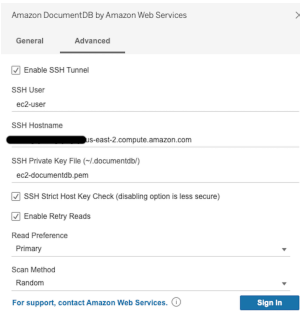 Amazon DocumentDB by Amazon Web Services
General Advanced
Enable SSH Tunnel
SSH User
ec2-user
SSH Hostname
us-east-2.compute.amazon.com
SSH Private Key File (~/.documentdb/)
ec2-documentdb.pem
SSH Strict Host Key Check (disabling option is less secure)
Enable Retry Reads
Read Preference
Primary
Scan Method
Random
For support, contact Amazon Web Services.
Sign In